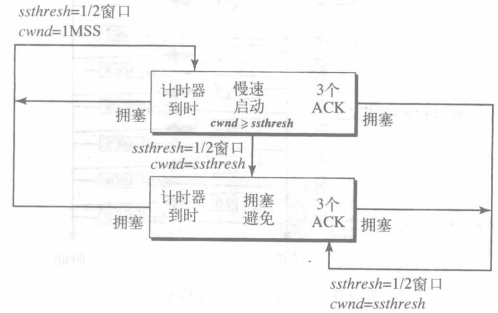 ssthresh=1/2窗口
cwnd=1MSS
计时器 慢速 3个
到时 启动 ACK
拥塞 cwnd≥ssthresh 拥塞
ssthresh=1/2窗口
cwnd=ssthresh
计时器 拥塞 3个
到时 避免 ACK
拥塞 拥塞
ssthresh=1/2窗口
cwnd=ssthresh